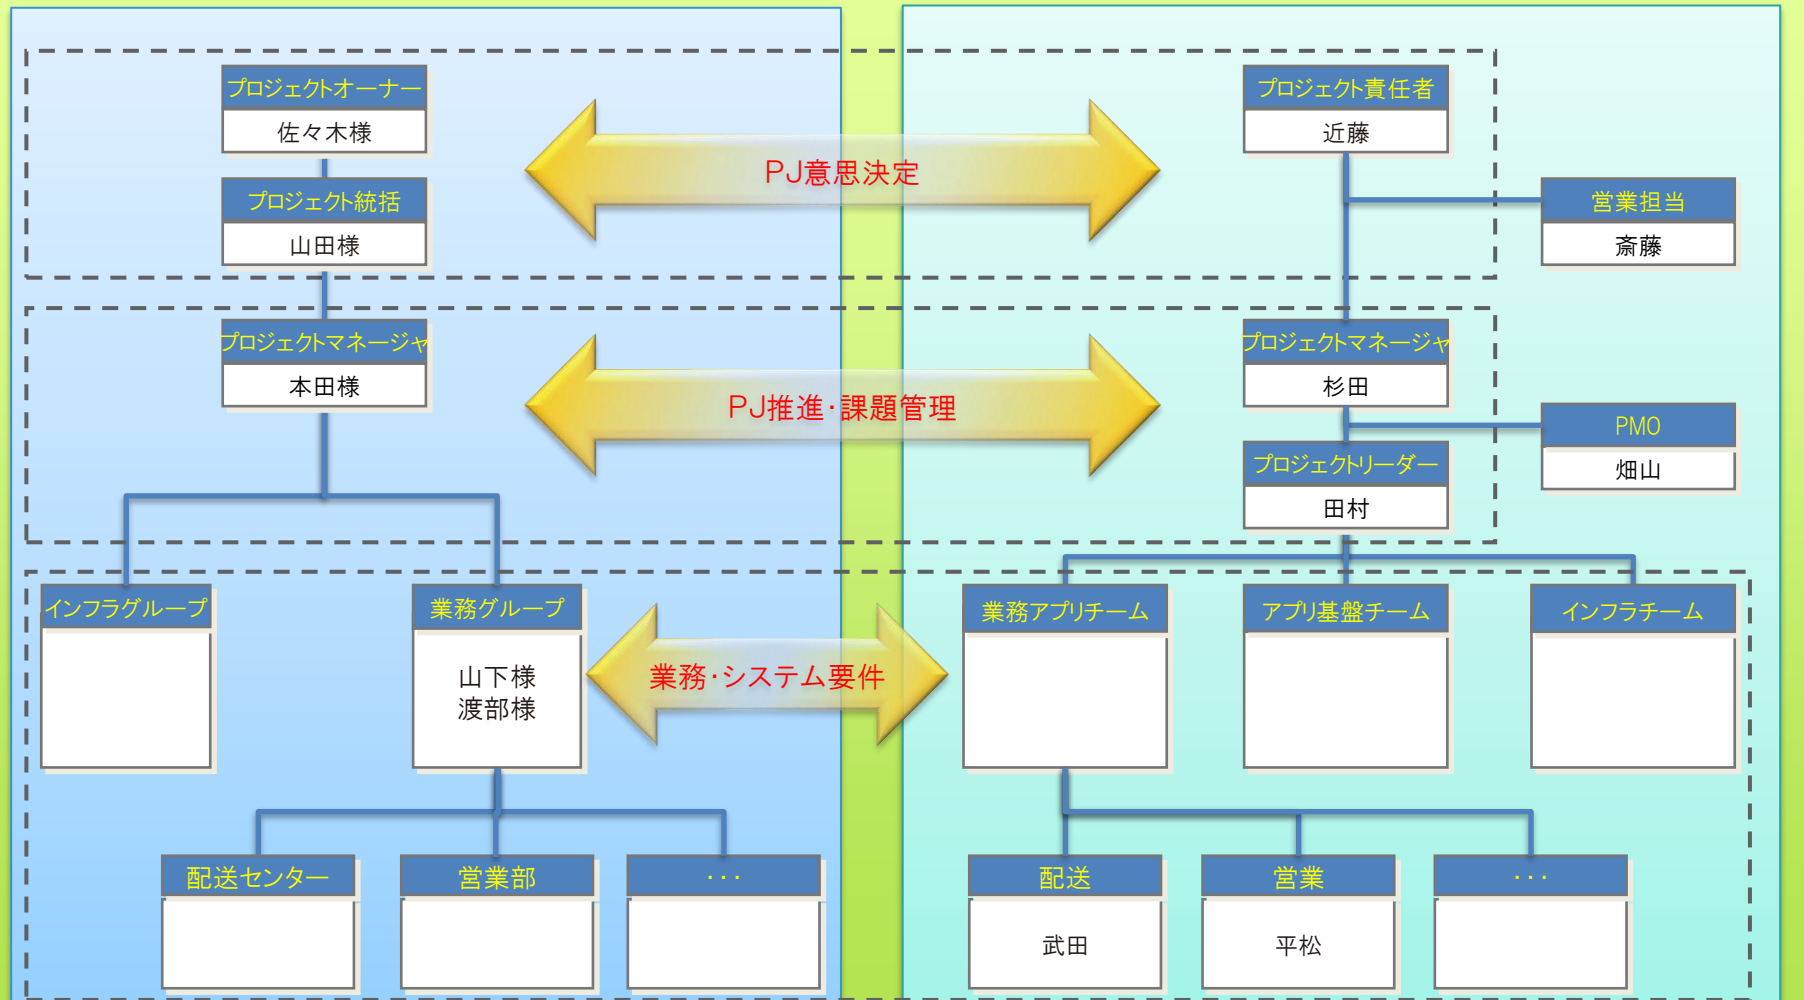 プロジェクトオーナー
佐々木様
プロジェクト統括
山田様
プロジェクト責任者
近藤
営業担当
斎藤
PJ意思決定
プロジェクトマネージャ
本田様
プロジェクトマネージャ
杉田
PMO
畑山
プロジェクトリーダー
田村
PJ推進・課題管理
インフラグループ
業務グループ
山下様
渡部様
業務・システム要件
業務アプリチーム
アプリ基盤チーム
インフラチーム
配送センター
営業部
・・・
配送
武田
営業
平松
・・・